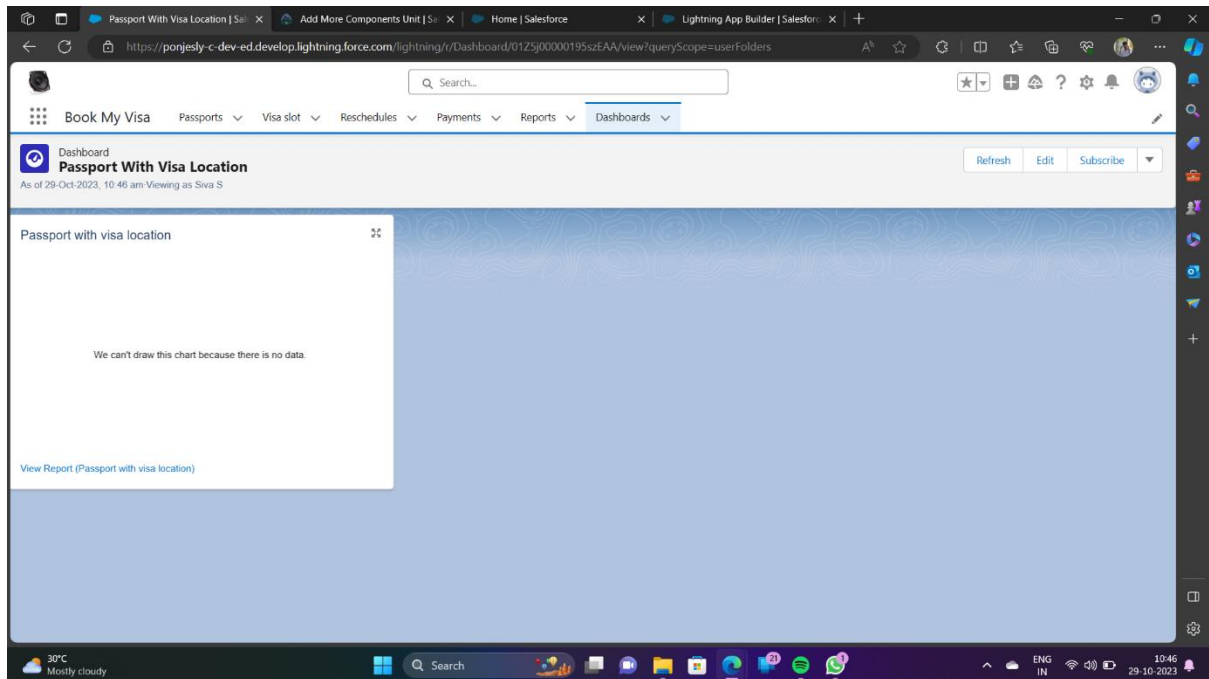 Passport With Visa Location | Sal
Add More Components Unit | Sa
Home | Salesforce
Lightning App Builder | Salesforc
https://ponjesly-c-dev-ed.develop.lightning.force.com/lightning/r/Dashboard/01Z5j00000195szEAA/view?queryScope=userFolders
Search...
Book My Visa
Passports
Visa slot
Reschedules
Payments
Reports
Dashboards
Dashboard
Passport With Visa Location
As of 29-Oct-2023, 10:46 am·Viewing as Siva S
Refresh
Edit
Subscribe
Passport with visa location
We can't draw this chart because there is no data.
View Report (Passport with visa location)
30°C
Mostly cloudy
Search
21
1
ENG
IN
10:46
29-10-2023